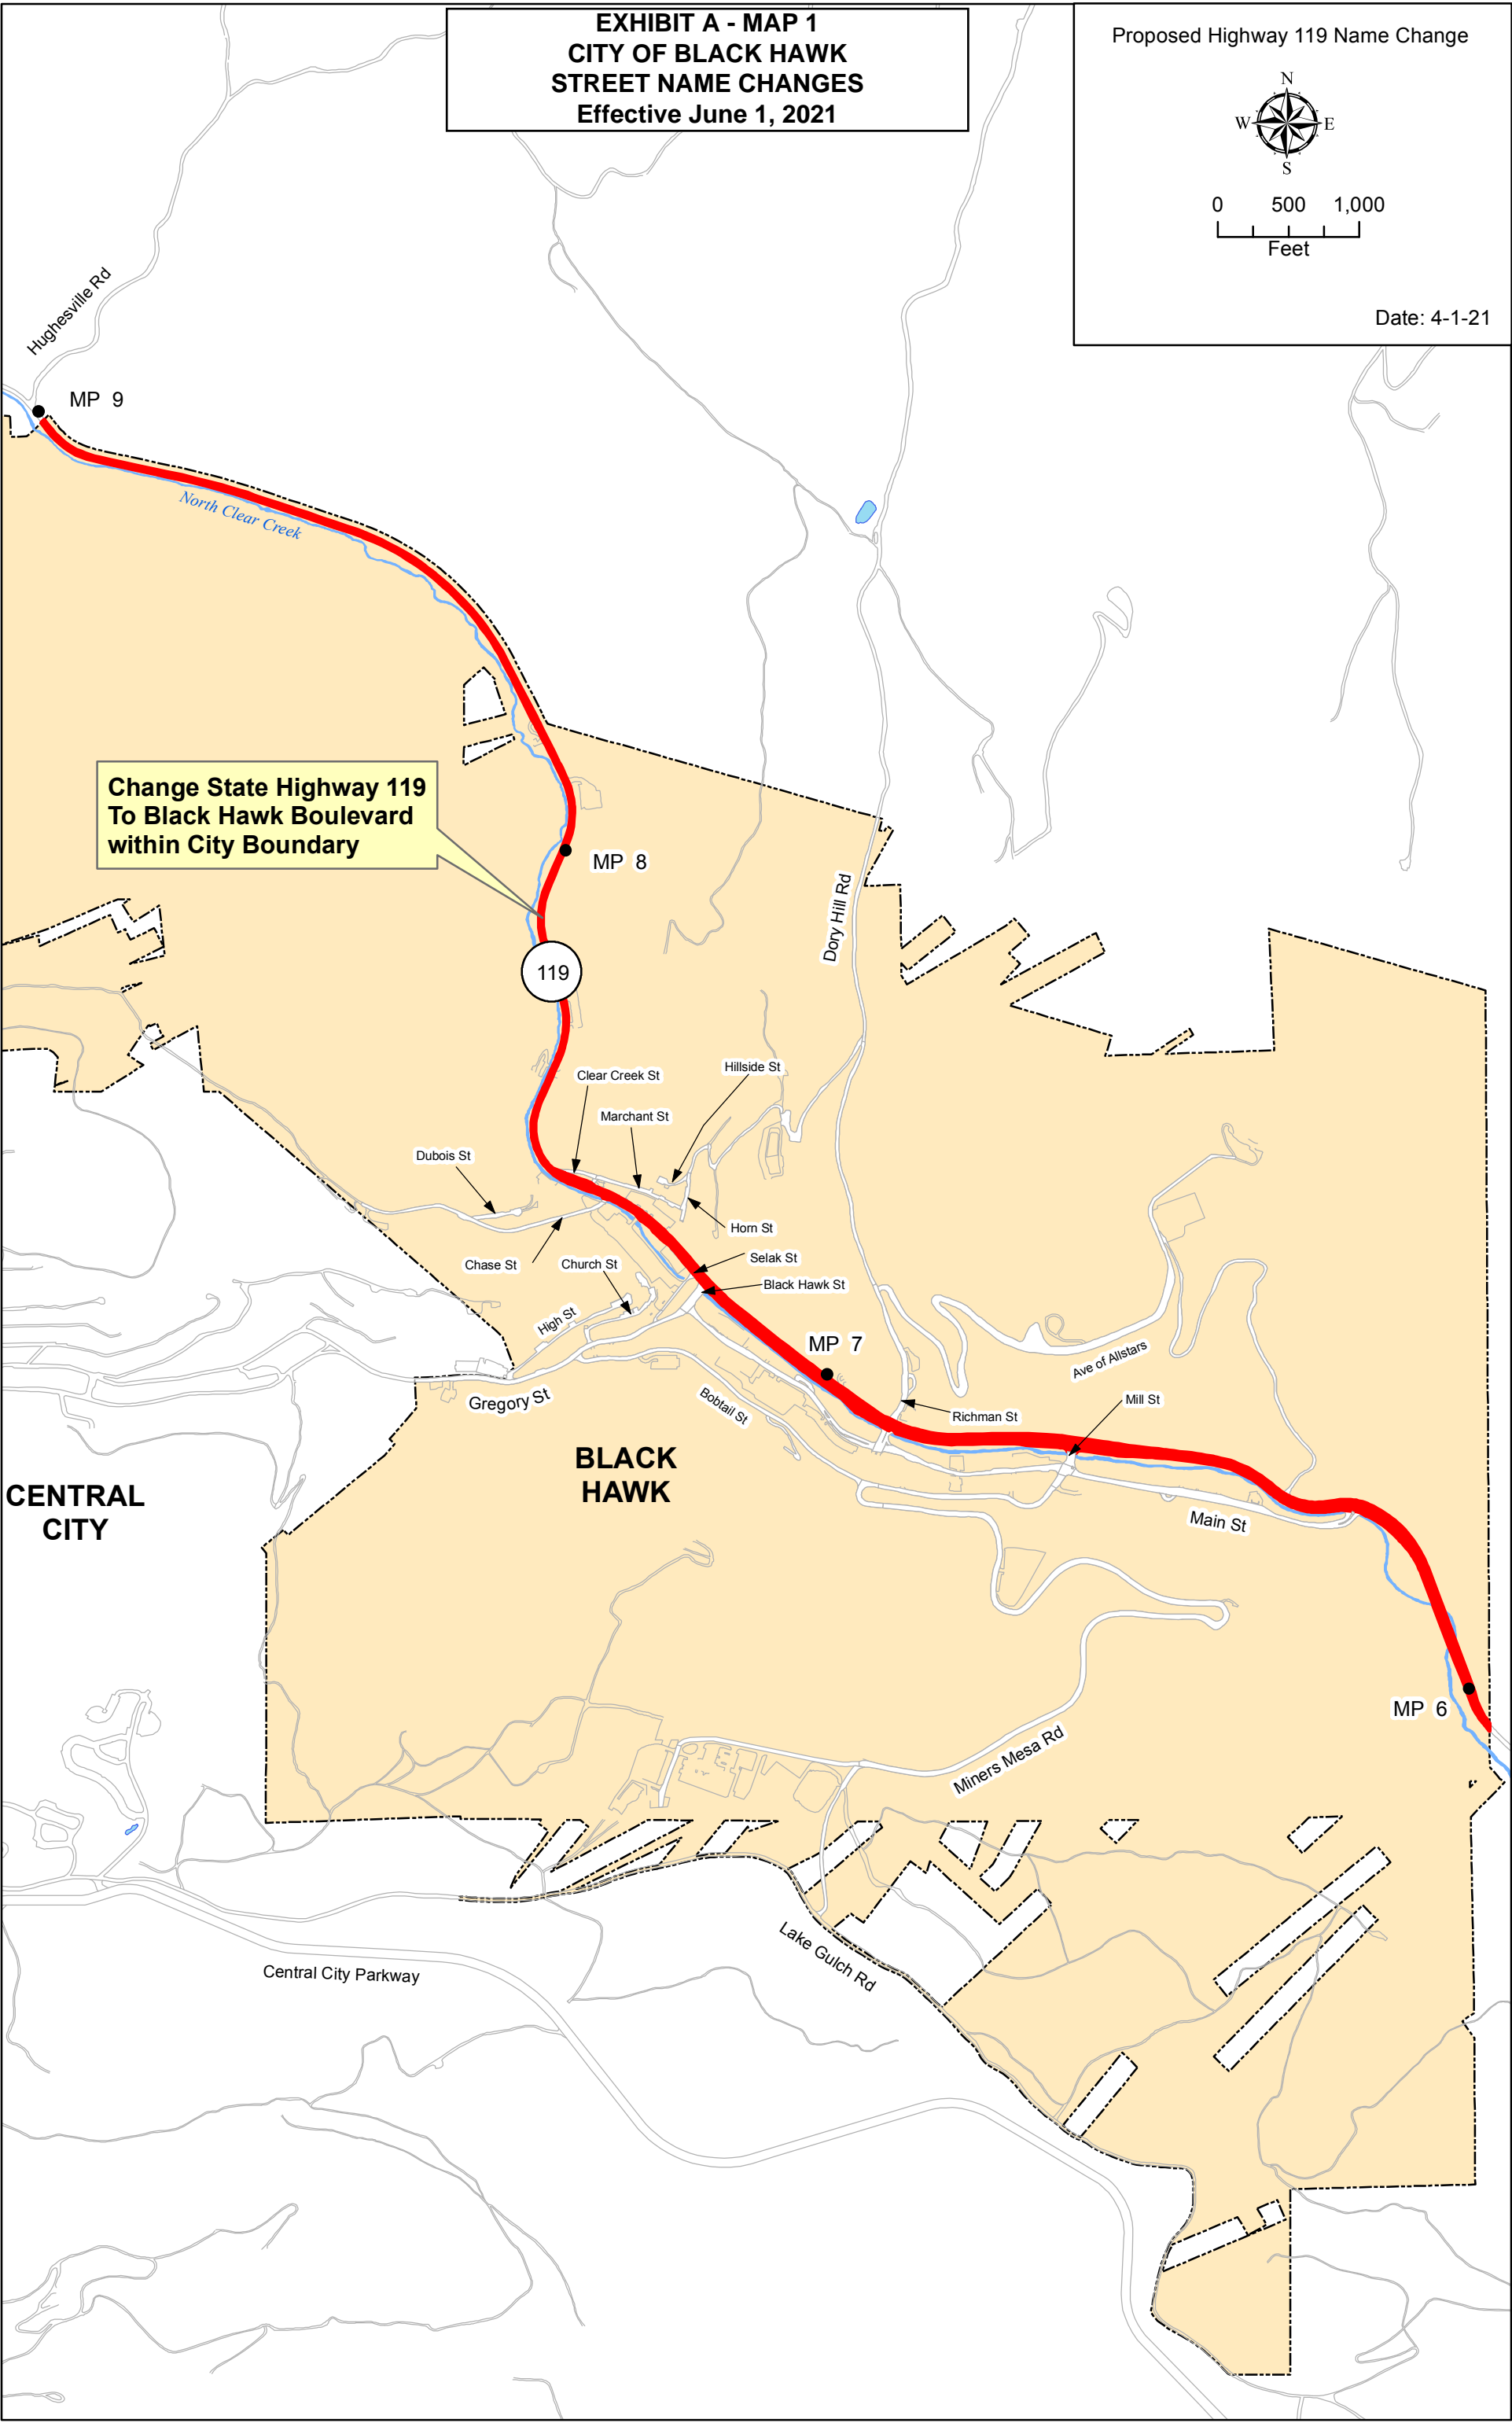 EXHIBIT A - MAP 1
CITY OF BLACK HAWK
STREET NAME CHANGES
Effective June 1, 2021
Proposed Highway 119 Name Change
N
W
E
S
0 500 1,000
Feet
Date: 4-1-21
Hughesville Rd
MP 9
North Clear Creek
Change State Highway 119
To Black Hawk Boulevard
within City Boundary
MP 8
Dory Hill Rd
119
Clear Creek St
Hillside St
Marchant St
Dubois St
Horn St
Chase St
Church St
Selak St
Black Hawk St
High St
MP 7
Ave of Allstars
Gregory St
Bobtail St
Richman St
Mill St
BLACK
HAWK
CENTRAL
CITY
Main St
MP 6
Miners Mesa Rd
Lake Gulch Rd
Central City Parkway